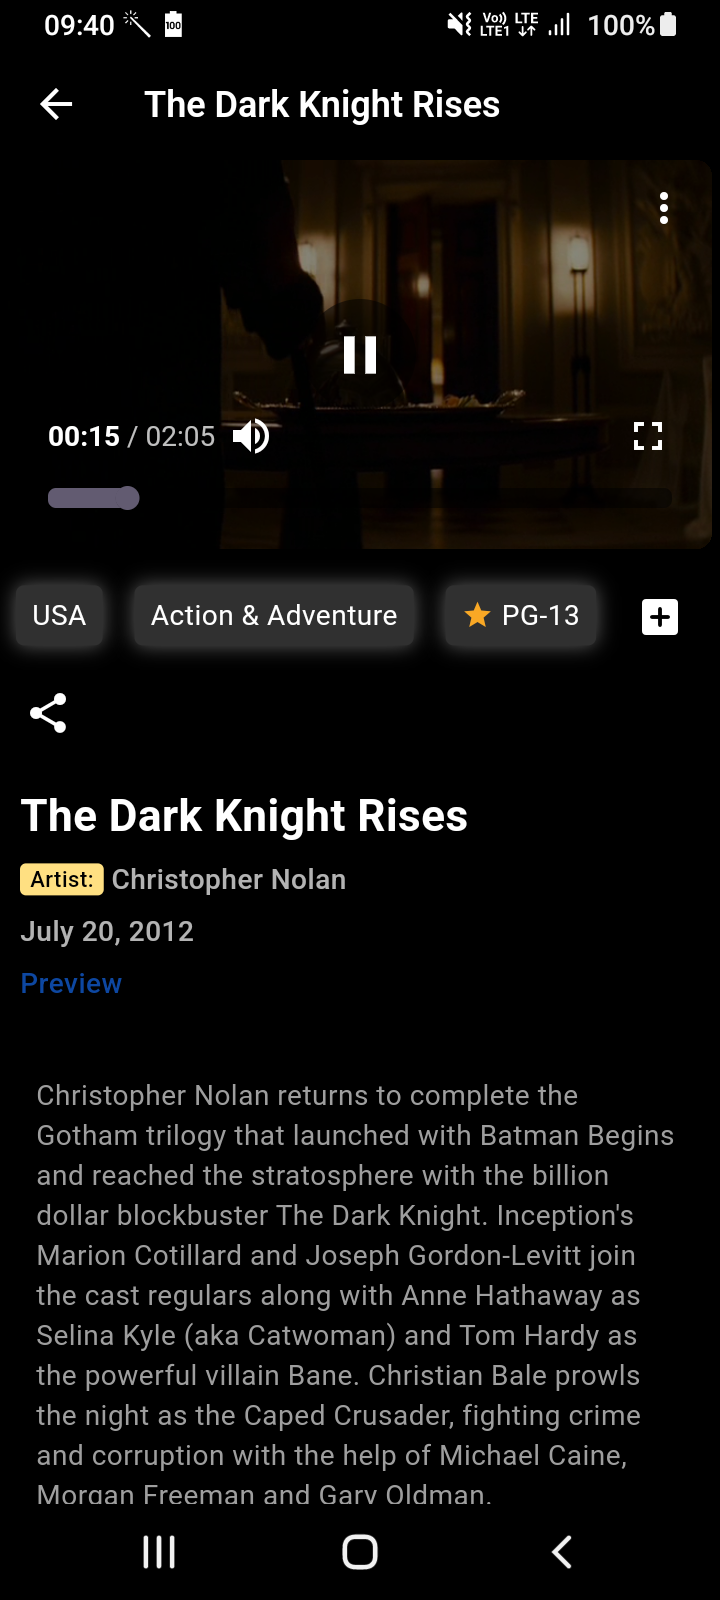 09:40 100 Vo)) LTE1 LTE 100%
The Dark Knight Rises
00:15 / 02:05
USA Action & Adventure PG-13
The Dark Knight Rises
Artist: Christopher Nolan
July 20, 2012
Preview
Christopher Nolan returns to complete the
Gotham trilogy that launched with Batman Begins
and reached the stratosphere with the billion
dollar blockbuster The Dark Knight. Inception's
Marion Cotillard and Joseph Gordon-Levitt join
the cast regulars along with Anne Hathaway as
Selina Kyle (aka Catwoman) and Tom Hardy as
the powerful villain Bane. Christian Bale prowls
the night as the Caped Crusader, fighting crime
and corruption with the help of Michael Caine,
Morgan Freeman and Gary Oldman.